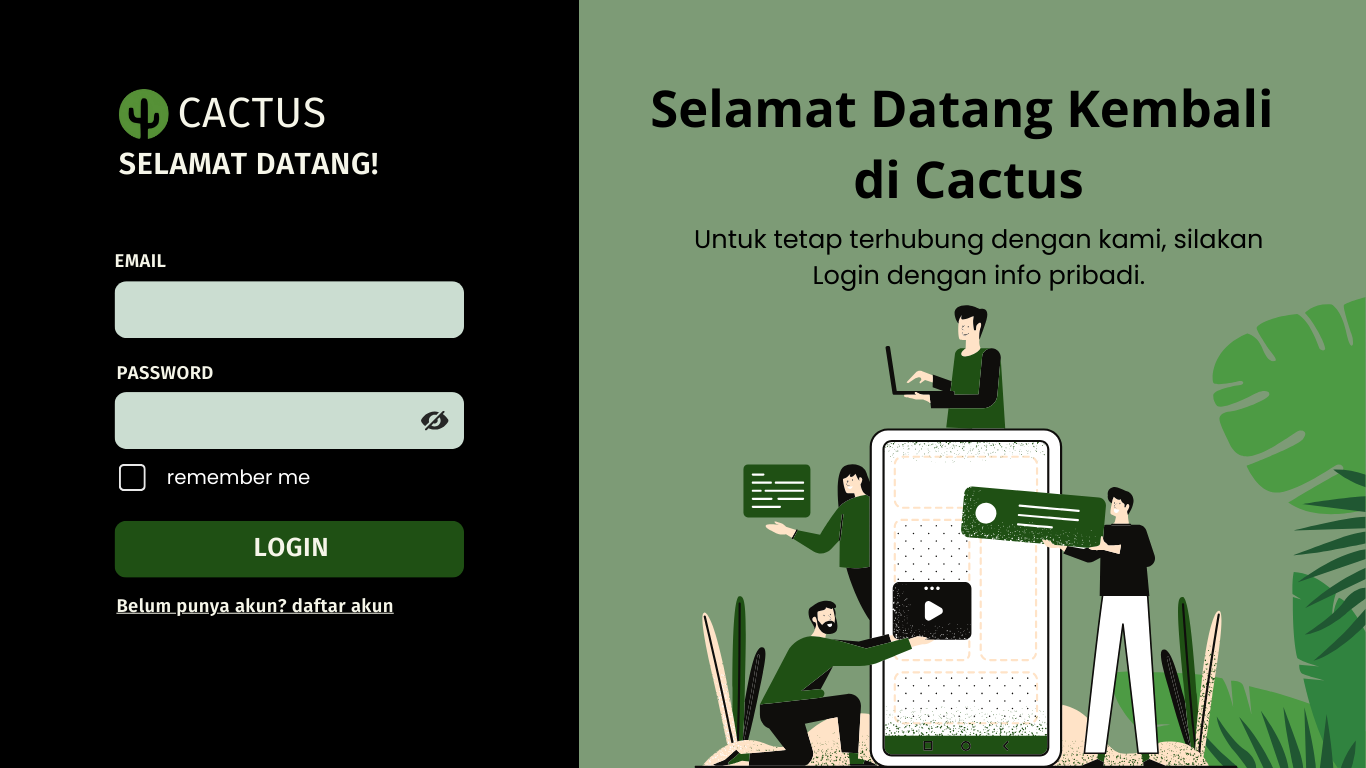 CACTUS
SELAMAT DATANG!
EMAIL
PASSWORD
remember me
LOGIN
Belum punya akun? daftar akun
Selamat Datang Kembali
di Cactus
Untuk tetap terhubung dengan kami, silakan
Login dengan info pribadi.